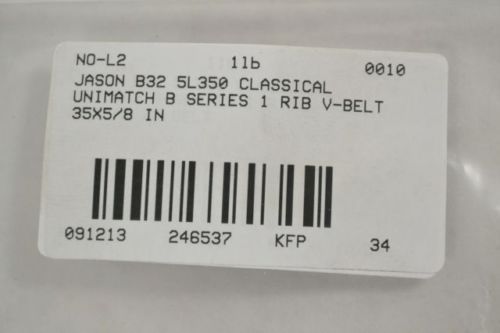 NO-L2 1lb 0010
JASON B32 5L350 CLASSICAL
UNIMATCH B SERIES 1 RIB V-BELT
35X5/8 IN
091213 246537 KFP 34